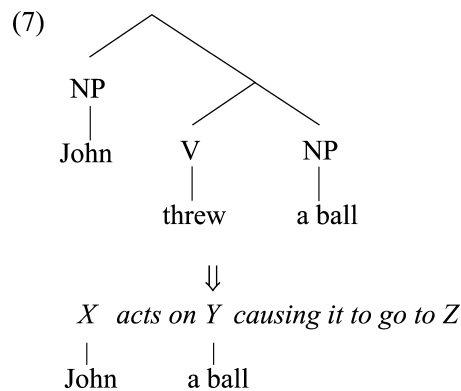 (7)
NP
John
V NP
threw a ball
⇓
X acts on Y causing it to go to Z
John a ball